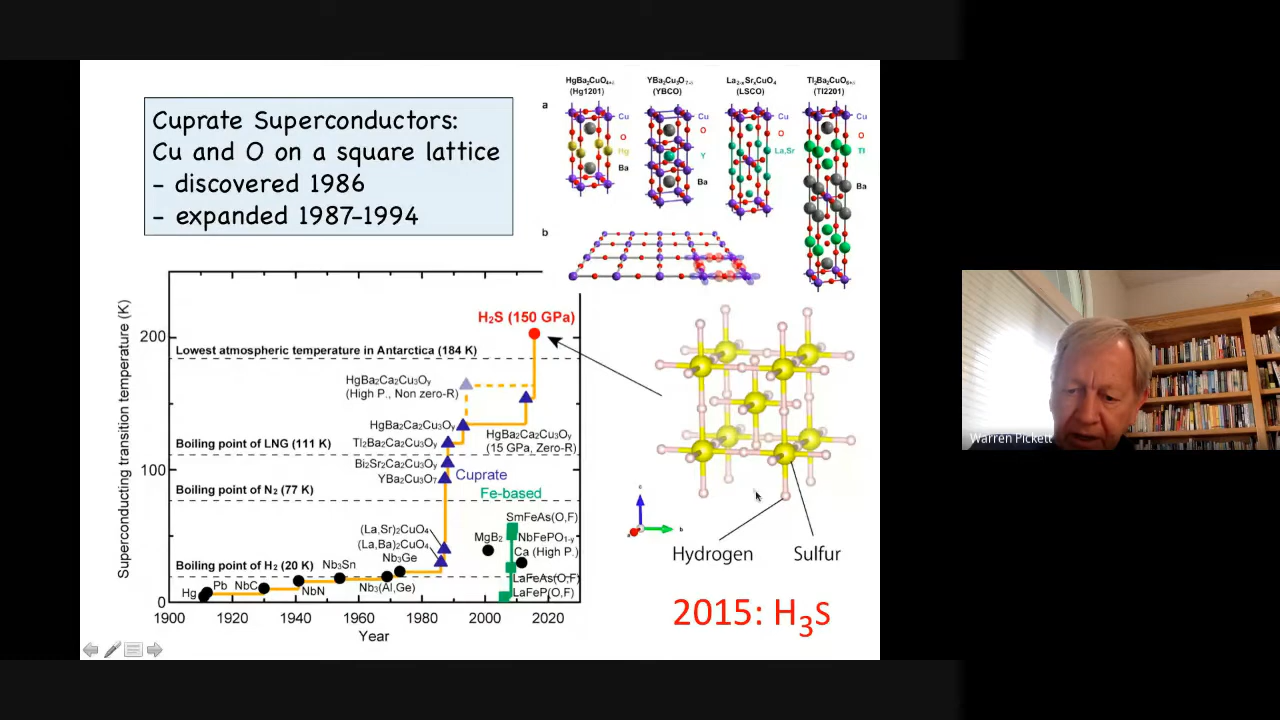 Cuprate Superconductors:
Cu and O on a square lattice
- discovered 1986
- expanded 1987-1994
a
HgBa2CuO4+δ
(Hg1201)
Cu
O
Hg
Ba
YBa2Cu3O7-δ
(YBCO)
Cu
O
Y
Ba
La2-xSrxCuO4
(LSCO)
Cu
O
La,Sr
Tl2Ba2CuO6+δ
(Tl2201)
Cu
O
Tl
Ba
b
Superconducting transition temperature (K)
200
100
0
H2S (150 GPa)
Lowest atmospheric temperature in Antarctica (184 K)
HgBa2Ca2Cu3Oy
(High P., Non zero-R)
HgBa2Ca2Cu3Oy
HgBa2Ca2Cu3Oy
(15 GPa, Zero-R)
Boiling point of LNG (111 K)
Tl2Ba2Ca2Cu3Oy
Bi2Sr2Ca2Cu3Oy
YBa2Cu3O7
Cuprate
Boiling point of N2 (77 K)
Fe-based
SmFeAs(O,F)
(La,Sr)2CuO4
MgB2
NbFePO1-y
(La,Ba)2CuO4
Ca (High P.)
Nb3Ge
Boiling point of H2 (20 K)
Nb3Sn
LaFeAs(O,F)
Hg
Pb
NbC
NbN
Nb3(Al,Ge)
LaFeP(O,F)
1900
1920
1940
1960
1980
2000
2020
Year
c
a
b
Hydrogen
Sulfur
2015: H3S
Warren Pickett